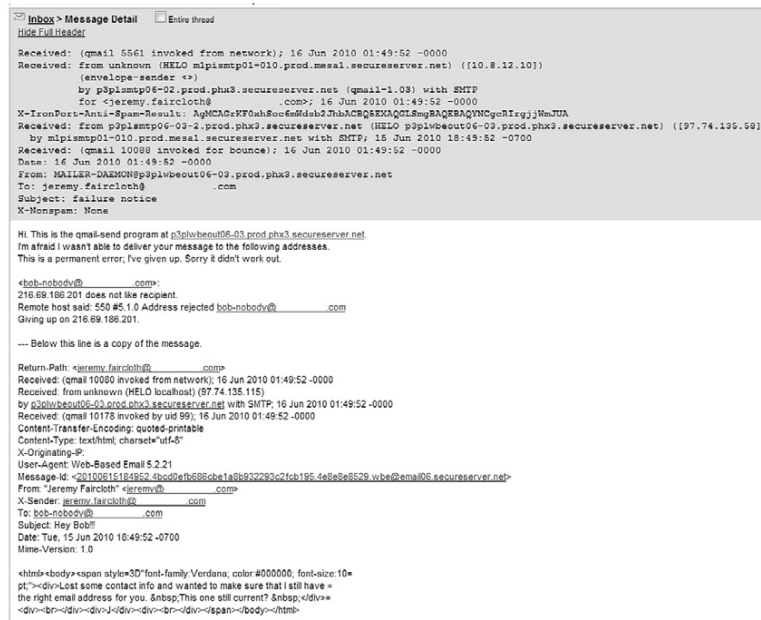 Inbox > Message Detail Entire thread
Hide Full Header
Received: (qmail 5561 invoked from network); 16 Jun 2010 01:49:52 -0000
Received: from unknown (HELO m1pismtp01-010.prod.mesa1.secureserver.net) ([10.8.12.10])
(envelope-sender <>)
by p3plsmtp06-02.prod.phx3.secureserver.net (qmail-1.03) with SMTP
for <jeremy.faircloth@ .com>; 16 Jun 2010 01:49:52 -0000
X-IronPort-Anti-Spam-Result:
Received: from p3plsmtp06-03-2.prod.phx3.secureserver.net (HELO p3plwbeout06-03.prod.phx3.secureserver.net) ([97.74.135.58])
by m1pismtp01-010.prod.mesa1.secureserver.net with SMTP; 15 Jun 2010 18:49:52 -0700
Received: (qmail 10088 invoked for bounce); 16 Jun 2010 01:49:52 -0000
Date: 16 Jun 2010 01:49:52 -0000
From: MAILER-DAEMON@p3plwbeout06-03.prod.phx3.secureserver.net
To: jeremy.faircloth@ .com
Subject: failure notice
X-Nonspam: None
Hi. This is the qmail-send program at p3plwbeout06-03.prod.phx3.secureserver.net.
I'm afraid I wasn't able to deliver your message to the following addresses.
This is a permanent error; I've given up. Sorry it didn't work out.
<bob-nobody@ .com>:
216.69.186.201 does not like recipient.
Remote host said: 550 #5.1.0 Address rejected bob-nobody@ .com
Giving up on 216.69.186.201.
--- Below this line is a copy of the message.
Return-Path: <jeremy.faircloth@ .com>
Received: (qmail 10080 invoked from network); 16 Jun 2010 01:49:52 -0000
Received: from unknown (HELO localhost) (97.74.135.115)
by p3plwbeout06-03.prod.phx3.secureserver.net with SMTP; 16 Jun 2010 01:49:52 -0000
Received: (qmail 10178 invoked by uid 99); 16 Jun 2010 01:49:52 -0000
Content-Transfer-Encoding: quoted-printable
Content-Type: text/html; charset="utf-8"
X-Originating-IP:
User-Agent: Web-Based Email 5.2.21
Message-Id: <20100615184952.4bcd0efb686cbe1a8b932293c2fcb195.4e8e8e8529.wbe@email06.secureserver.net>
From: "Jeremy Faircloth" <jeremy@ .com>
X-Sender: jeremy.faircloth@ .com
To: bob-nobody@ .com
Subject: Hey Bob!!!
Date: Tue, 15 Jun 2010 18:49:52 -0700
Mime-Version: 1.0
<html><body><span style=3D"font-family:Verdana; color:#000000; font-size:10=
pt;"><div>Lost some contact info and wanted to make sure that I still have =
the right email address for you. &nbsp;This one still current? &nbsp;</div>=
<div><br></div><div>J</div><div><br></div></span></body></html>